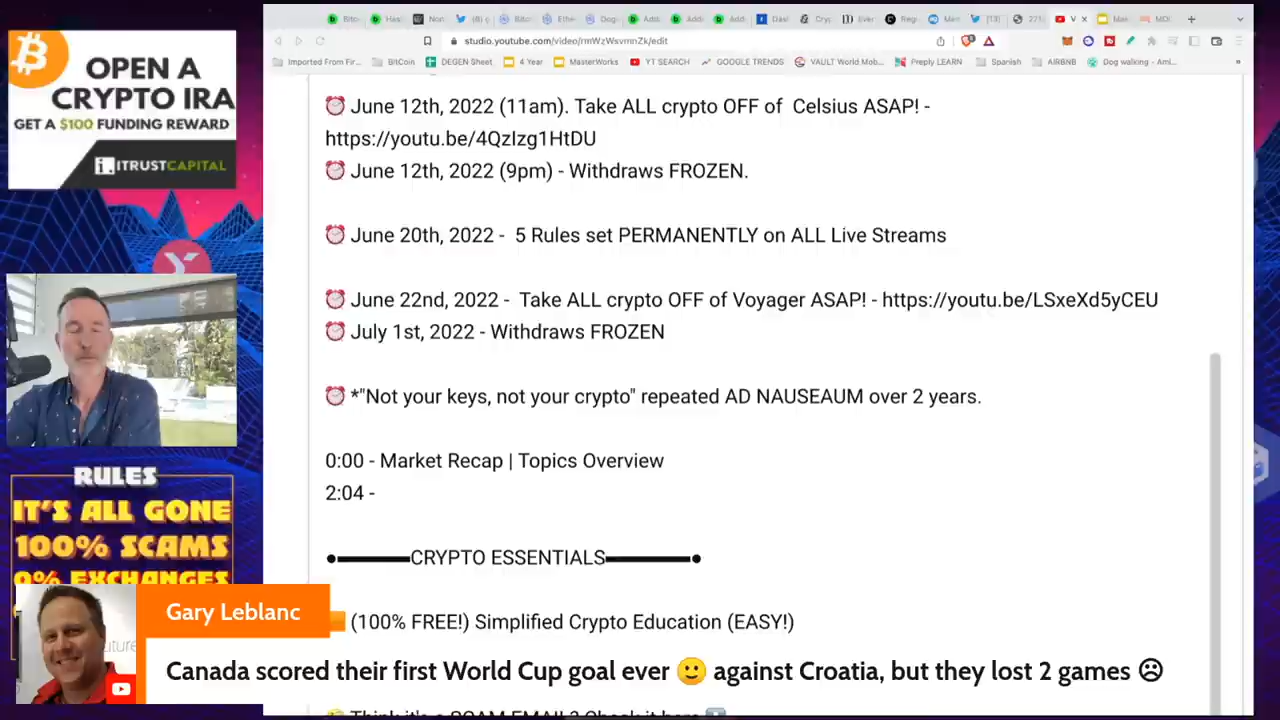 OPEN A
CRYPTO IRA
GET A $100 FUNDING REWARD
i. iTRUSTCAPITAL
studio.youtube.com/video/rmWzWsvmnZk/edit
Imported From Fir... BitCoin DEGEN Sheet 4 Year MasterWorks YT SEARCH GOOGLE TRENDS VAULT World Mob... Preply LEARN Spanish AIRBNB Dog walking - Ami...
⏰ June 12th, 2022 (11am). Take ALL crypto OFF of Celsius ASAP! -
https://youtu.be/4QzIzg1HtDU
⏰ June 12th, 2022 (9pm) - Withdraws FROZEN.
⏰ June 20th, 2022 - 5 Rules set PERMANENTLY on ALL Live Streams
⏰ June 22nd, 2022 - Take ALL crypto OFF of Voyager ASAP! - https://youtu.be/LSxeXd5yCEU
⏰ July 1st, 2022 - Withdraws FROZEN
⏰ *"Not your keys, not your crypto" repeated AD NAUSEAUM over 2 years.
0:00 - Market Recap | Topics Overview
2:04 -
●▬▬▬▬▬CRYPTO ESSENTIALS▬▬▬▬▬●
(100% FREE!) Simplified Crypto Education (EASY!)
RULES
IT'S ALL GONE
100% SCAMS
0% EXCHANGES
Gary Leblanc
Canada scored their first World Cup goal ever 🙂 against Croatia, but they lost 2 games ☹